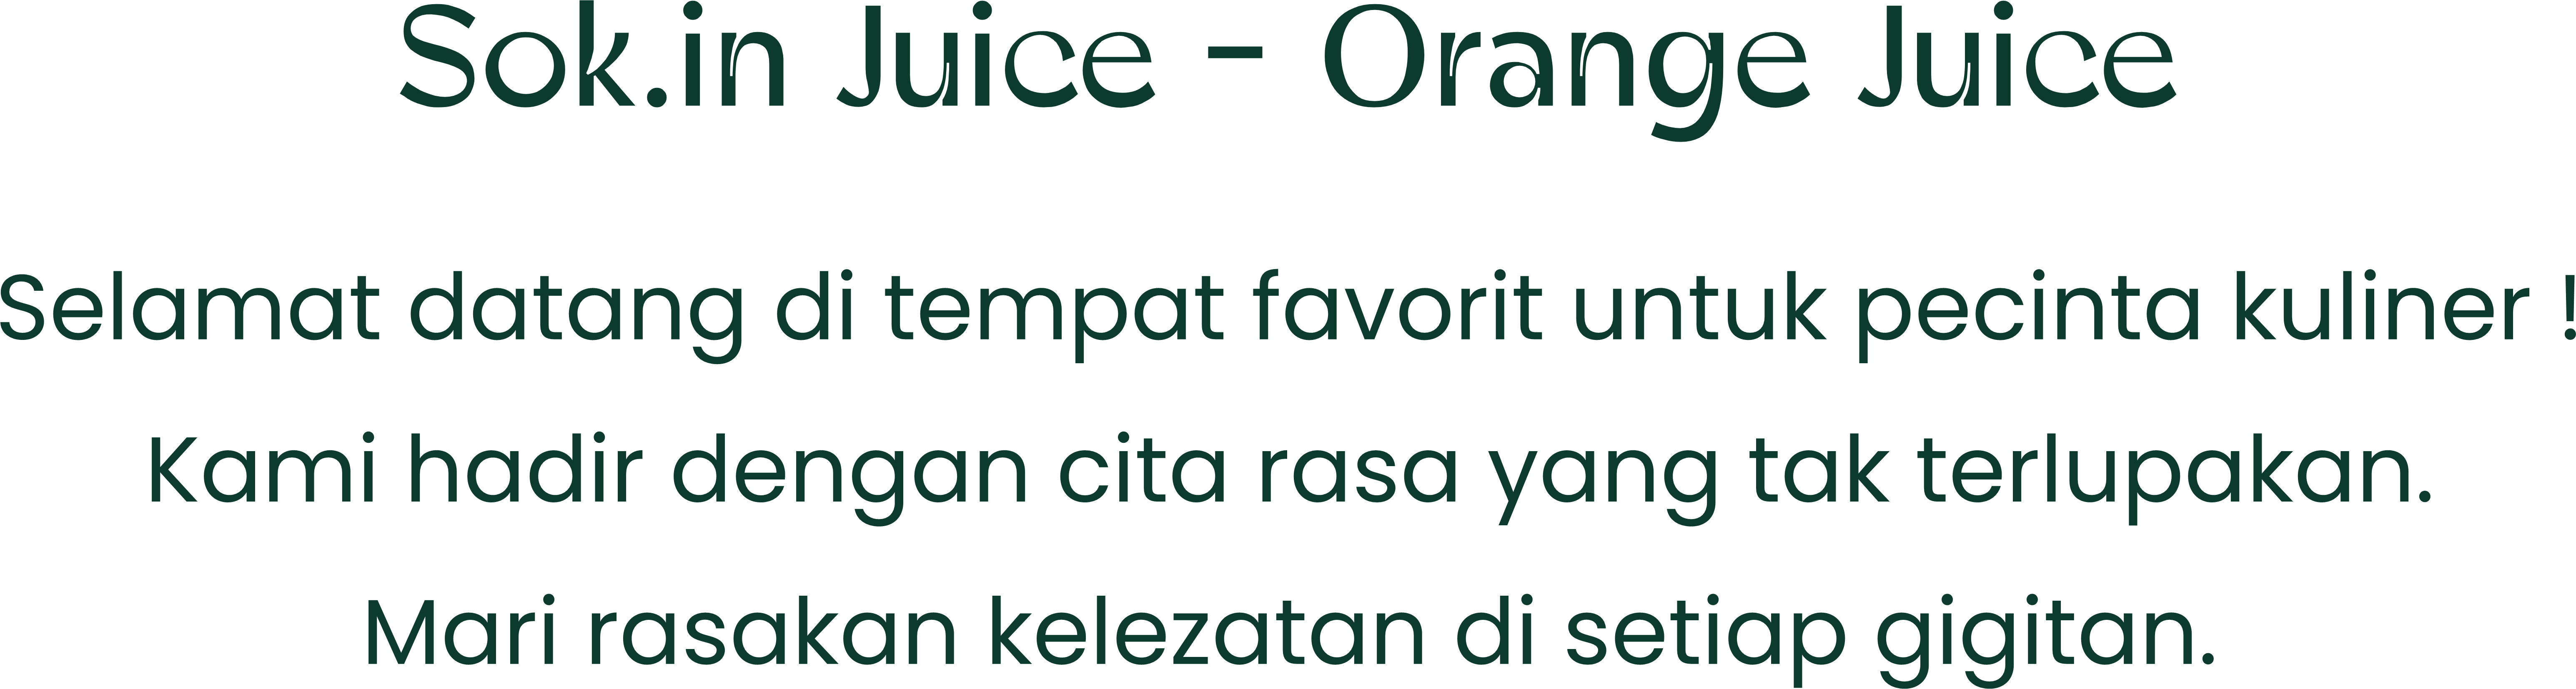 Sok.in Juice - Orange Juice
Selamat datang di tempat favorit untuk pecinta kuliner !
Kami hadir dengan cita rasa yang tak terlupakan.
Mari rasakan kelezatan di setiap gigitan.